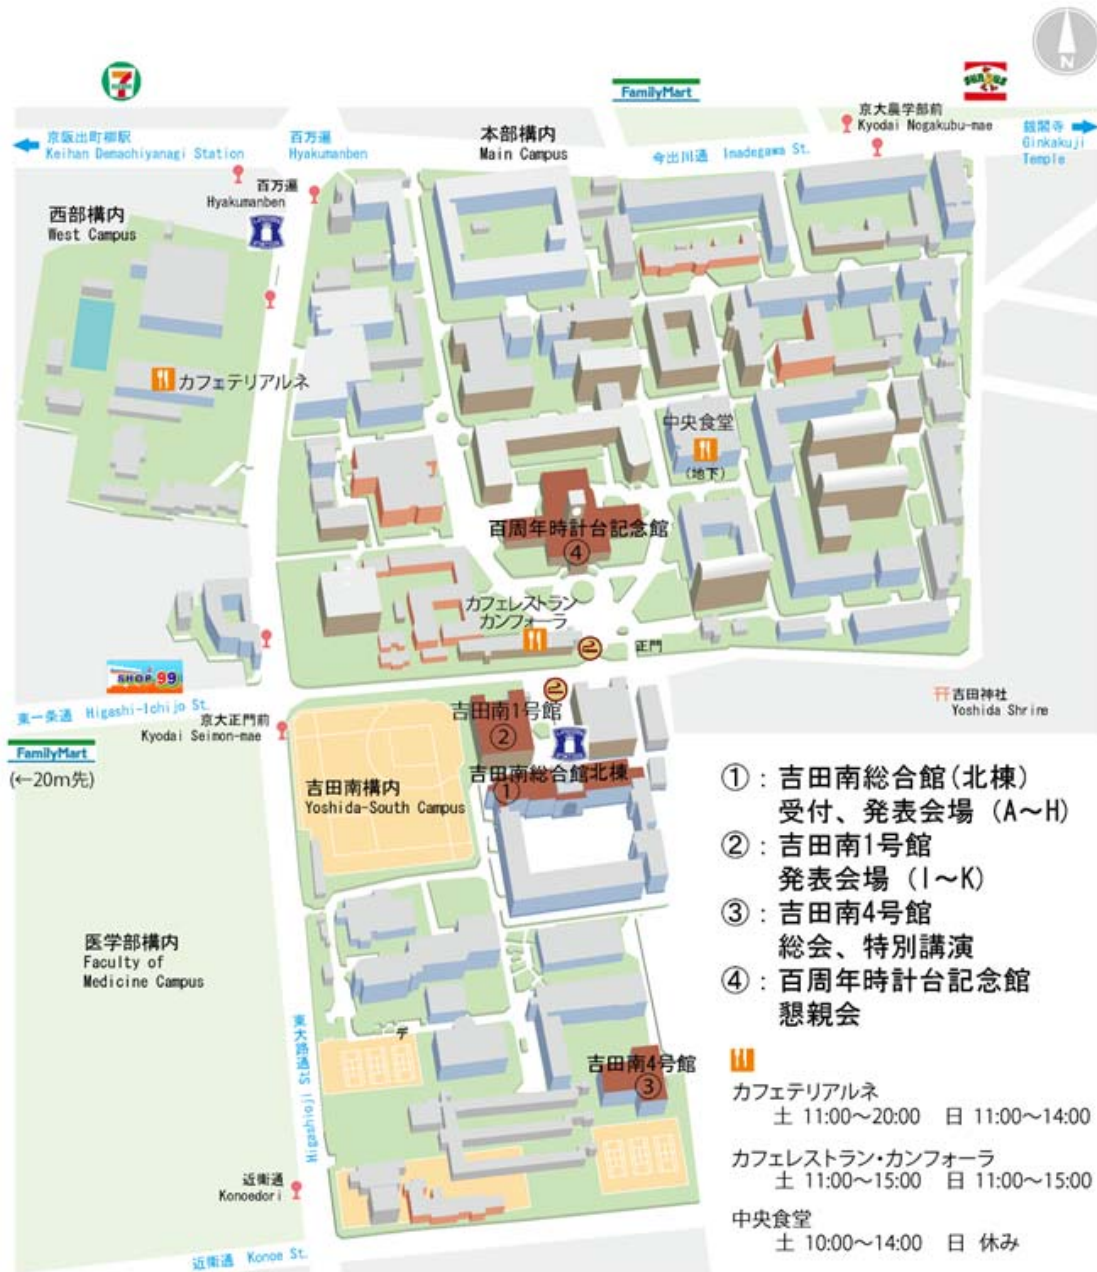 N
7
FamilyMart
sunkus
京阪出町柳駅
Keihan Demachiyanagi Station
百万遍
Hyakumanben
本部構内
Main Campus
今出川通 Imadegawa St.
京大農学部前
Kyodai Nogakubu-mae
銀閣寺
Ginkakuji
Temple
百万遍
Hyakumanben
西部構内
West Campus
カフェテリアルネ
中央食堂
(地下)
百周年時計台記念館
④
カフェレストラン
カンフォーラ
正門
SHOP 99
東一条通 Higashi-Ichijo St.
京大正門前
Kyodai Seimon-mae
FamilyMart
(←20m先)
吉田神社
Yoshida Shrine
吉田南1号館
②
吉田南総合館北棟
①
吉田南構内
Yoshida-South Campus
①：吉田南総合館(北棟)
受付、発表会場 (A～H)
②：吉田南1号館
発表会場 (I～K)
③：吉田南4号館
総会、特別講演
④：百周年時計台記念館
懇親会
医学部構内
Faculty of
Medicine Campus
東大路通 Higashioji St.
吉田南4号館
③
近衛通
Konoedori
近衛通 Konoe St.
カフェテリアルネ
土 11:00～20:00 日 11:00～14:00
カフェレストラン・カンフォーラ
土 11:00～15:00 日 11:00～15:00
中央食堂
土 10:00～14:00 日 休み